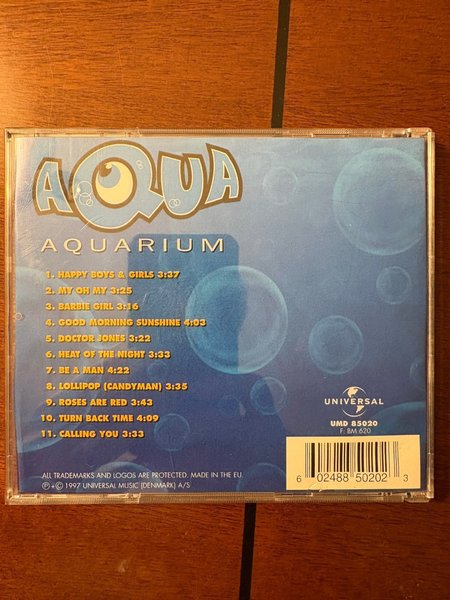 AQUA
AQUARIUM
1. HAPPY BOYS & GIRLS 3:37
2. MY OH MY 3:25
3. BARBIE GIRL 3:16
4. GOOD MORNING SUNSHINE 4:03
5. DOCTOR JONES 3:22
6. HEAT OF THE NIGHT 3:33
7. BE A MAN 4:22
8. LOLLIPOP (CANDYMAN) 3:35
9. ROSES ARE RED 3:43
10. TURN BACK TIME 4:09
11. CALLING YOU 3:33
UNIVERSAL
UMD 85020
F: BM 620
ALL TRADEMARKS AND LOGOS ARE PROTECTED. MADE IN THE EU.
℗ + © 1997 UNIVERSAL MUSIC (DENMARK) A/S
6 02488 50202 3